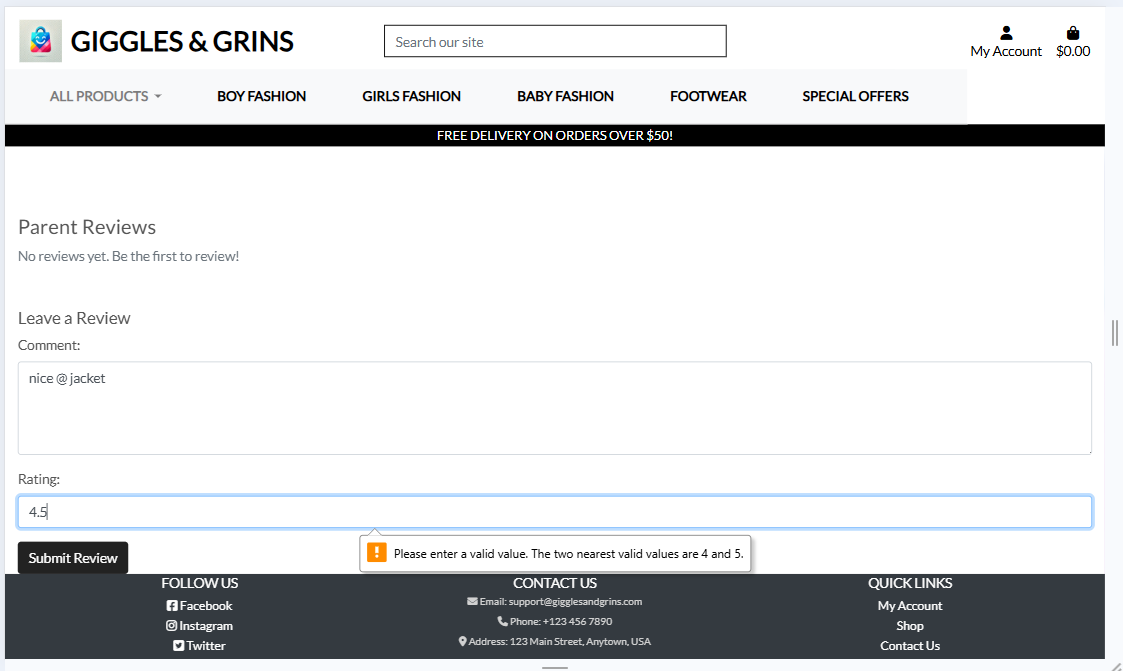 GIGGLES & GRINS
Search our site
My Account $0.00
ALL PRODUCTS BOY FASHION GIRLS FASHION BABY FASHION FOOTWEAR SPECIAL OFFERS
FREE DELIVERY ON ORDERS OVER $50!
Parent Reviews
No reviews yet. Be the first to review!
Leave a Review
Comment:
nice @ jacket
Rating:
4.5
Please enter a valid value. The two nearest valid values are 4 and 5.
Submit Review
FOLLOW US
Facebook
Instagram
Twitter
CONTACT US
Email: support@gigglesandgrins.com
Phone: +123 456 7890
Address: 123 Main Street, Anytown, USA
QUICK LINKS
My Account
Shop
Contact Us